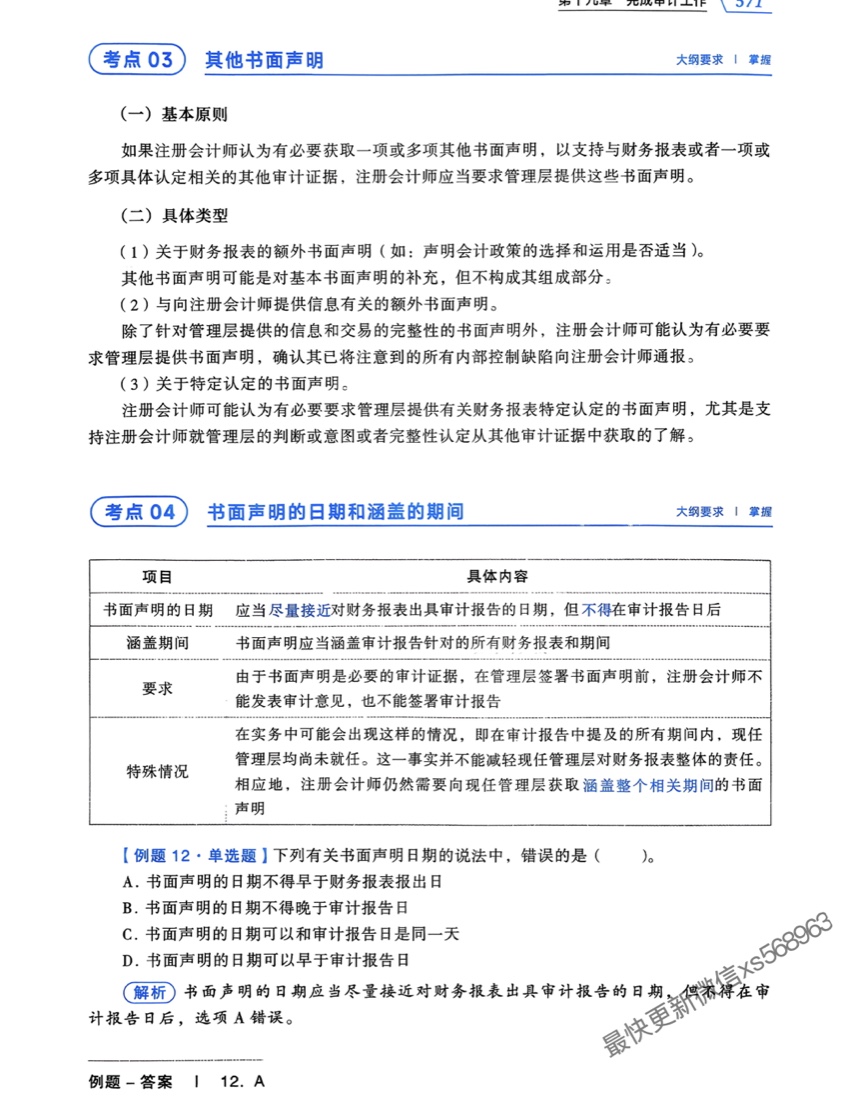 第十九章 完成审计工作 571
考点 03 其他书面声明 大纲要求 | 掌握
（一）基本原则
如果注册会计师认为有必要获取一项或多项其他书面声明，以支持与财务报表或者一项或
多项具体认定相关的其他审计证据，注册会计师应当要求管理层提供这些书面声明。
（二）具体类型
（1）关于财务报表的额外书面声明（如：声明会计政策的选择和运用是否适当）。
其他书面声明可能是对基本书面声明的补充，但不构成其组成部分。
（2）与向注册会计师提供信息有关的额外书面声明。
除了针对管理层提供的信息和交易的完整性的书面声明外，注册会计师可能认为有必要要
求管理层提供书面声明，确认其已将注意到的所有内部控制缺陷向注册会计师通报。
（3）关于特定认定的书面声明。
注册会计师可能认为有必要要求管理层提供有关财务报表特定认定的书面声明，尤其是支
持注册会计师就管理层的判断或意图或者完整性认定从其他审计证据中获取的了解。
考点 04 书面声明的日期和涵盖的期间 大纲要求 | 掌握
项目 具体内容
书面声明的日期 应当尽量接近对财务报表出具审计报告的日期，但不得在审计报告日后
涵盖期间 书面声明应当涵盖审计报告针对的所有财务报表和期间
要求 由于书面声明是必要的审计证据，在管理层签署书面声明前，注册会计师不
能发表审计意见，也不能签署审计报告
特殊情况 在实务中可能会出现这样的情况，即在审计报告中提及的所有期间内，现任
管理层均尚未就任。这一事实并不能减轻现任管理层对财务报表整体的责任。
相应地，注册会计师仍然需要向现任管理层获取涵盖整个相关期间的书面
声明
【例题 12·单选题】下列有关书面声明日期的说法中，错误的是（ ）。
A. 书面声明的日期不得早于财务报表报出日
B. 书面声明的日期不得晚于审计报告日
C. 书面声明的日期可以和审计报告日是同一天
D. 书面声明的日期可以早于审计报告日
解析 书面声明的日期应当尽量接近对财务报表出具审计报告的日期，但不得在审
计报告日后，选项 A 错误。
最快更新微信xs568963
例题 – 答案 | 12. A